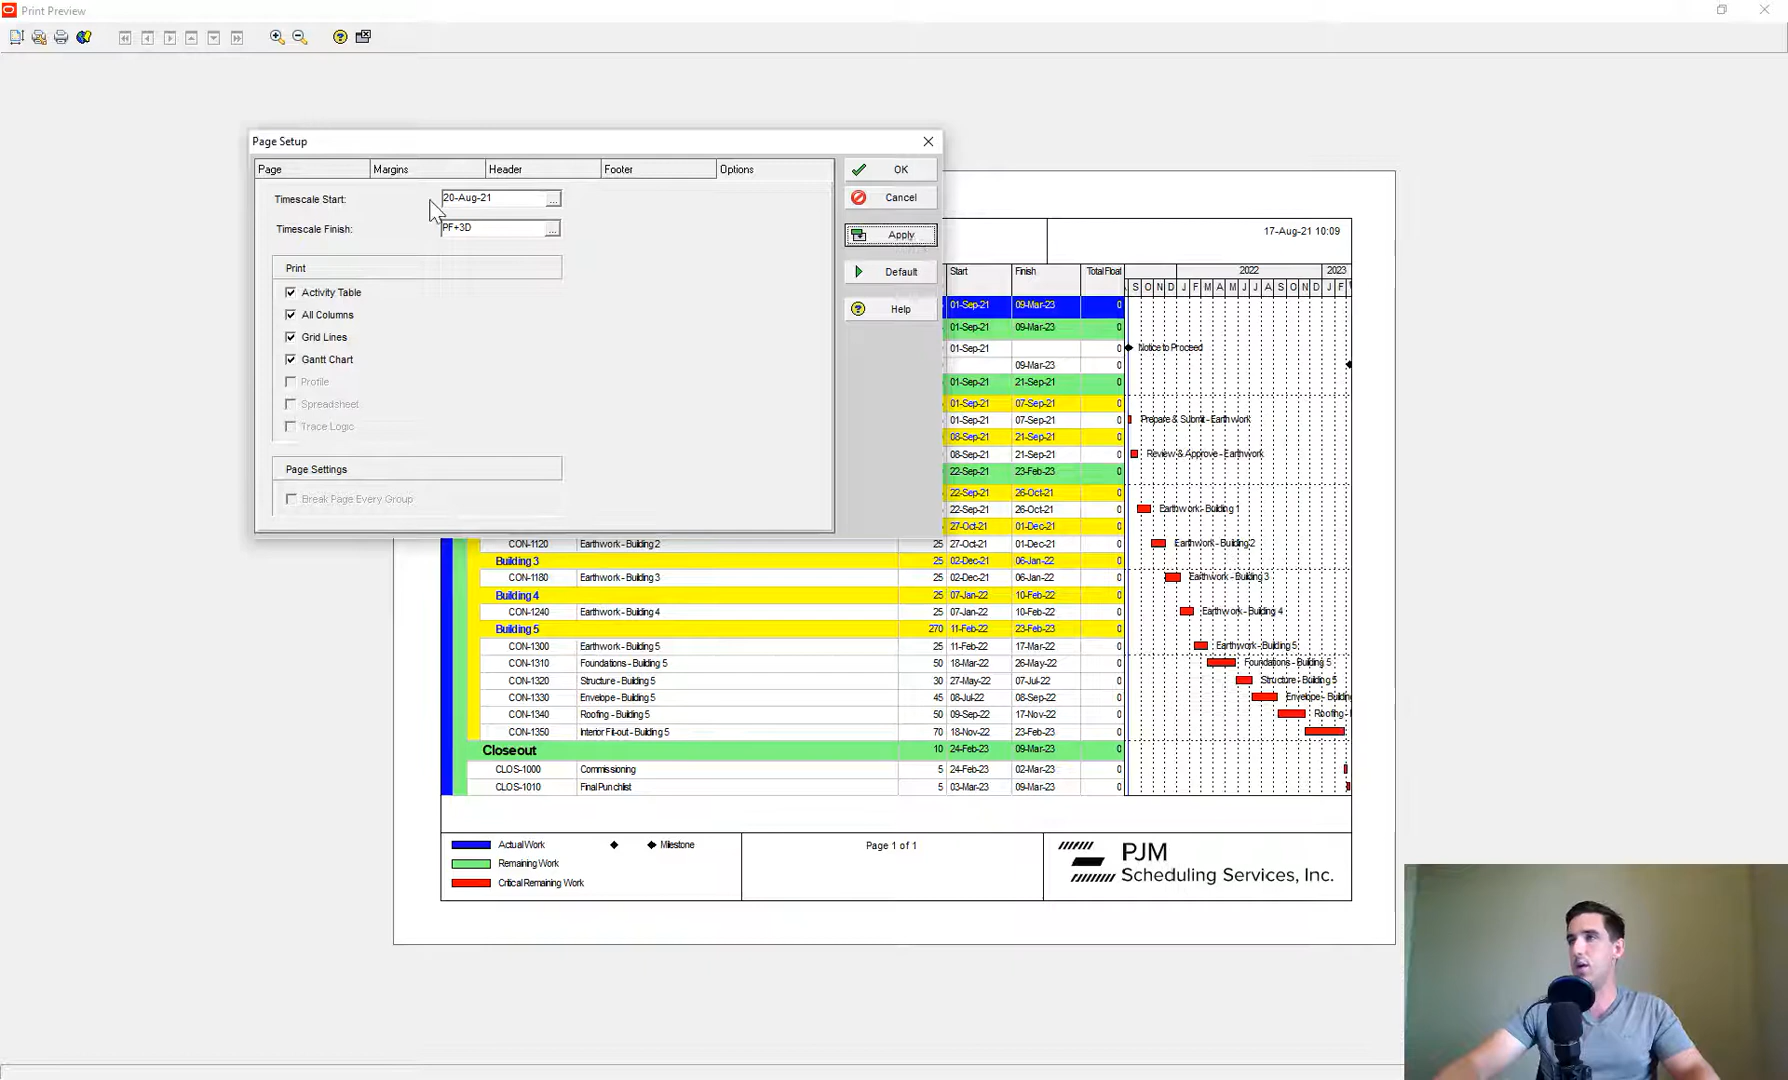 Print Preview
Page Setup
Page
Margins
Header
Footer
Options
Timescale Start:
20-Aug-21
...
Timescale Finish:
PF+3D
...
Print
Activity Table
All Columns
Grid Lines
Gantt Chart
Profile
Spreadsheet
Trace Logic
Page Settings
Break Page Every Group
OK
Cancel
Apply
Default
Help
17-Aug-21 10:09
Start Finish Total Float 2022 2023
S O N D J F M A M J J A S O N D J F
01-Sep-21 09-Mar-23 0
01-Sep-21 09-Mar-23 0
01-Sep-21 0 Notice to Proceed
09-Mar-23 0
01-Sep-21 21-Sep-21 0
01-Sep-21 07-Sep-21 0
01-Sep-21 07-Sep-21 0 Prepare & Submit - Earthwork
08-Sep-21 21-Sep-21 0
08-Sep-21 21-Sep-21 0 Review & Approve - Earthwork
22-Sep-21 23-Feb-23 0
22-Sep-21 26-Oct-21 0
22-Sep-21 26-Oct-21 0 Earthwork - Building 1
27-Oct-21 01-Dec-21 0
CON-1120 Earthwork - Building 2 25 27-Oct-21 01-Dec-21 0 Earthwork - Building 2
Building 3 25 02-Dec-21 06-Jan-22 0
CON-1180 Earthwork - Building 3 25 02-Dec-21 06-Jan-22 0 Earthwork - Building 3
Building 4 25 07-Jan-22 10-Feb-22 0
CON-1240 Earthwork - Building 4 25 07-Jan-22 10-Feb-22 0 Earthwork - Building 4
Building 5 270 11-Feb-22 23-Feb-23 0
CON-1300 Earthwork - Building 5 25 11-Feb-22 17-Mar-22 0 Earthwork - Building 5
CON-1310 Foundations - Building 5 50 18-Mar-22 26-May-22 0 Foundations - Building 5
CON-1320 Structure - Building 5 30 27-May-22 07-Jul-22 0 Structure - Building 5
CON-1330 Envelope - Building 5 45 08-Jul-22 08-Sep-22 0 Envelope - Buildin
CON-1340 Roofing - Building 5 50 09-Sep-22 17-Nov-22 0 Roofing -
CON-1350 Interior Fit-out - Building 5 70 18-Nov-22 23-Feb-23 0
Closeout 10 24-Feb-23 09-Mar-23 0
CLOS-1000 Commissioning 5 24-Feb-23 02-Mar-23 0
CLOS-1010 Final Punchlist 5 03-Mar-23 09-Mar-23 0
Actual Work Milestone
Remaining Work
Critical Remaining Work
Page 1 of 1
PJM
Scheduling Services, Inc.